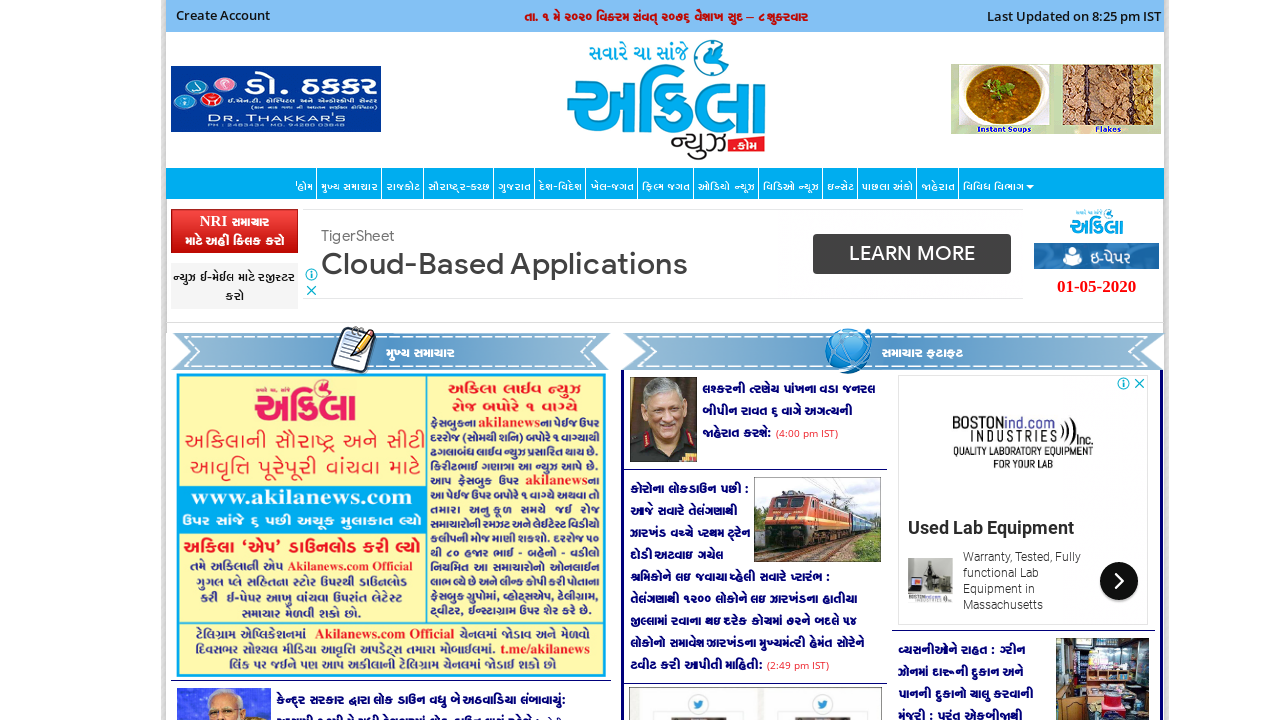 Create Account
તા. ૧ મે ૨૦૨૦ વિક્રમ સંવત્ ૨૦૭૬ વૈશાખ સુદ – ૮ શુક્રવાર
Last Updated on 8:25 pm IST
ડો. ઠક્કર
DR. THAKKAR'S
સવારે ચા સાંજે
અકિલા
ન્યુઝ .કોમ
Instant Soups
Flakes
હોમ
મુખ્ય સમાચાર
રાજકોટ
સૌરાષ્ટ્ર-કચ્છ
ગુજરાત
દેશ-વિદેશ
ખેલ-જગત
ફિલ્મ જગત
ઓડિયો ન્યૂઝ
વિડિઓ ન્યૂઝ
ઇન્સેટ
પાછલા અંકો
જાહેરાત
વિવિધ વિભાગ
NRI સમાચાર
માટે અહીં ક્લિક કરો
ન્યુઝ ઈ-મેઈલ માટે રજીસ્ટર
કરો
TigerSheet
Cloud-Based Applications
LEARN MORE
અકિલા
ઇ-પેપર
01-05-2020
મુખ્ય સમાચાર
સમાચાર ફટાફટ
અકિલા
અકિલાની સૌરાષ્ટ્ર અને સીટી
આવૃત્તિ પૂરેપૂરી વાંચવા માટે
www.akilanews.com
ઉપર સાંજે ૬ પછી અચૂક મુલાકાત લ્યો
અકિલા ‘એપ’ ડાઉનલોડ કરી લ્યો
તમે અકિલાની એપ Akilanews.com Official
ગુગલ પ્લે સહિતના સ્ટોર ઉપરથી ડાઉનલોડ
કરી ઈ-પેપર આખુ વાંચવા ઉપરાંત લેટેસ્ટ
સમાચાર મેળવી શકો છો.
અકિલા લાઈવ ન્યુઝ
રોજ બપોરે ૧ વાગ્યે
ફેસબુકના akilanewsના પેઈજ ઉપર
દરરોજ (સોમથી શનિ) બપોરે ૧ વાગ્યાથી
ઢગલાબંધ લાઈવ ન્યુઝ પ્રસારિત થાય છે.
કિરીટભાઈ ગણાત્રા આ ન્યુઝ આપે છે.
આપ ફેસબુક ઉપર akilanewsના
આ પેઈજ ઉપર બપોરે ૧ વાગ્યે અથવા તો
તમારા અનુકૂળ સમયે જઈ રોજ
સમાચારોની રમઝટ અને લેઈટેસ્ટ વિડીયો
કલીપની મોજ માણી શકશો. દરરોજ ૫૦
થી ૮૦ હજાર ભાઈ - બહેનો - વડીલો
નિયમિત આ સમાચારોનો ઓનલાઈન
લાભ લ્યે છે અને લીન્ક કોપી કરી પોતાના
ફેસબુક ગ્રુપોમાં, વ્હોટ્સએપ, ટેલીગ્રામ,
ટ્વીટર, ઈન્સ્ટાગ્રામ ઉપર શેર કરે છે.
ટેલિગ્રામ એપ્લિકેશનમાં Akilanews.com Official ચેનલમાં જોડાવ અને મેળવો
દિવસભર સોશ્યલ મીડિયા આવૃત્તિ અપડેટ્સ તમારા મોબાઈલમાં. t.me/akilanews
લિંક પર જઈને પણ આપ અકીલાની ટેલિગ્રામ ચેનલમાં જોડાઈ શકો છો
કેન્દ્ર સરકાર દ્વારા લોક ડાઉન વધુ બે અઠવાડિયા લંબાવાયું:
લશ્કરની ત્રણેય પાંખના વડા જનરલ
બીપીન રાવત ૬ વાગે અગત્યની
જાહેરાત કરશે: (4:00 pm IST)
કોરોના લોકડાઉન પછી :
આજે સવારે તેલંગણાથી
ઝારખંડ વચ્ચે પ્રથમ ટ્રેન
દોડી અટવાઇ ગયેલ
શ્રમિકોને લઇ જવાયા વ્હેલી સવારે પ્રારંભ :
તેલંગણાથી ૧૨૦૦ લોકોને લઇ ઝારખંડના હાતીયા
જીલ્લામાં રવાના થઇ દરેક કોચમાં ૭૨ને બદલે ૫૪
લોકોનો સમાવેશ ઝારખંડના મુખ્યમંત્રી હેમંત સોરેને
ટવીટ કરી આપીતી માહિતી: (2:49 pm IST)
BOSTONind.com
INDUSTRIES Inc.
QUALITY LABORATORY EQUIPMENT
FOR YOUR LAB
Used Lab Equipment
Warranty, Tested, Fully
functional Lab
Equipment in
Massachusetts
વ્યસનીઓને રાહત : ગ્રીન
ઝોનમાં દારૂની દુકાન અને
પાનની દુકાનો ચાલુ કરવાની
મંજૂરી : પરંતુ એકબીજાથી